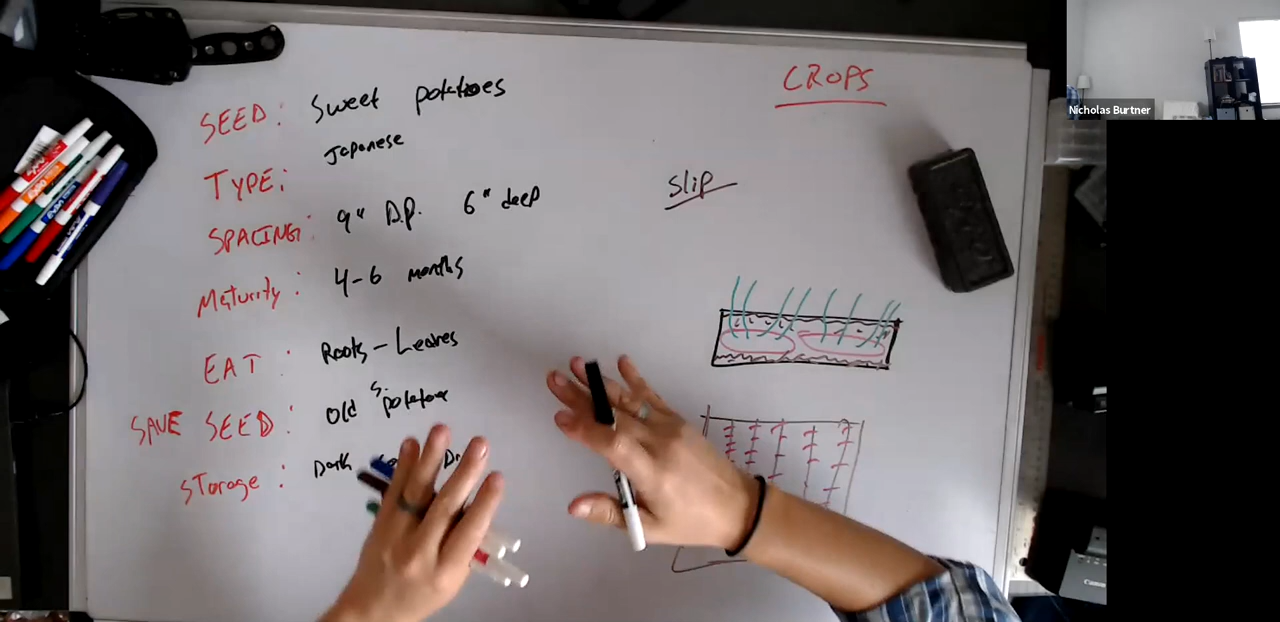 CROPS
SEED: Sweet potatoes
TYPE: Japanese
SPACING: 9" A.P. 6" deep
Maturity: 4-6 months
EAT: Roots - Leaves
SAVE SEED: Old S. potatoe
STorage: Dark
slip
Nicholas Burtner